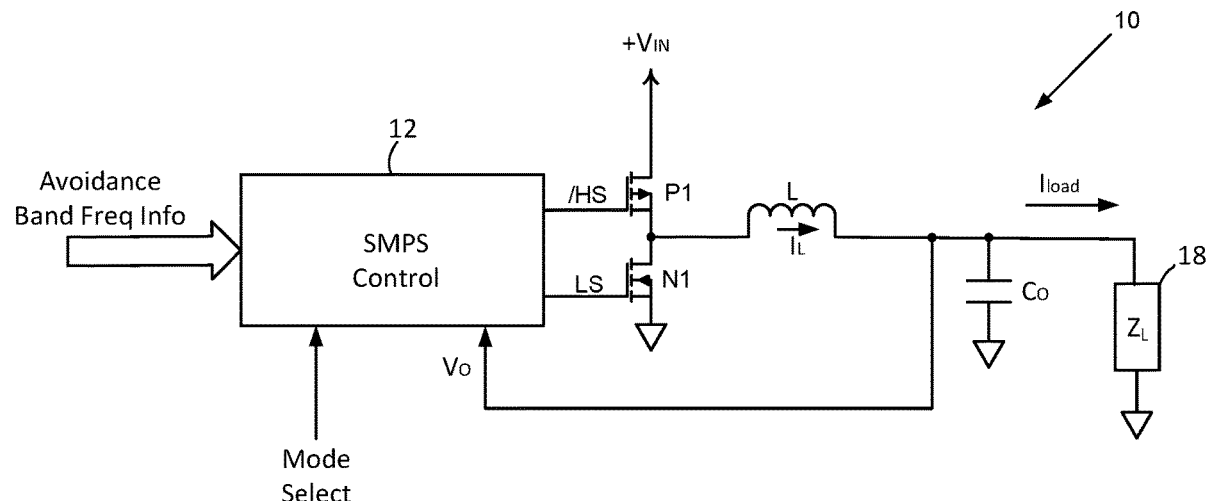 10
+VIN
12
Avoidance
Band Freq Info
/HS
P1
L
Iload
SMPS
Control
IL
18
LS
N1
CO
ZL
VO
Mode
Select